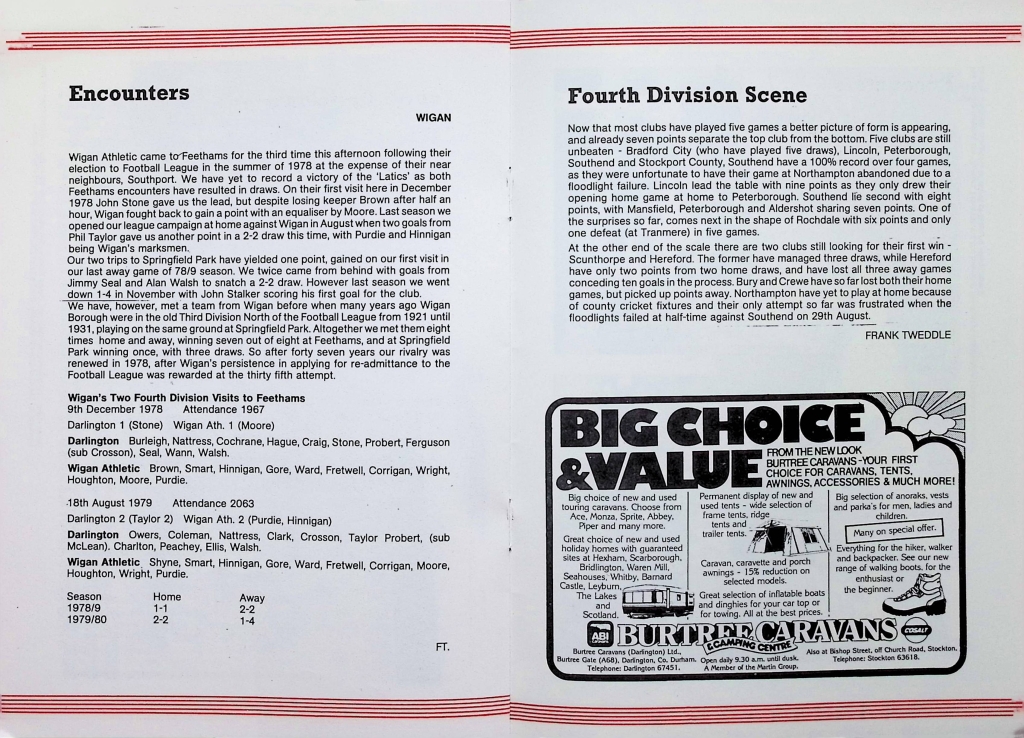 Encounters
WIGAN
Wigan Athletic came to Feethams for the third time this afternoon following their
election to Football League in the summer of 1978 at the expense of their near
neighbours, Southport. We have yet to record a victory of the 'Latics' as both
Feethams encounters have resulted in draws. On their first visit here in December
1978 John Stone gave us the lead, but despite losing keeper Brown after half an
hour, Wigan fought back to gain a point with an equaliser by Moore. Last season we
opened our league campaign at home against Wigan in August when two goals from
Phil Taylor gave us another point in a 2-2 draw this time, with Purdie and Hinnigan
being Wigan's marksmen.
Our two trips to Springfield Park have yielded one point, gained on our first visit in
our last away game of 78/9 season. We twice came from behind with goals from
Jimmy Seal and Alan Walsh to snatch a 2-2 draw. However last season we went
down 1-4 in November with John Stalker scoring his first goal for the club.
We have, however, met a team from Wigan before when many years ago Wigan
Borough were in the old Third Division North of the Football League from 1921 until
1931, playing on the same ground at Springfield Park. Altogether we met them eight
times home and away, winning seven out of eight at Feethams, and at Springfield
Park winning once, with three draws. So after forty seven years our rivalry was
renewed in 1978, after Wigan's persistence in applying for re-admittance to the
Football League was rewarded at the thirty fifth attempt.
Wigan's Two Fourth Division Visits to Feethams
9th December 1978 Attendance 1967
Darlington 1 (Stone) Wigan Ath. 1 (Moore)
Darlington Burleigh, Nattress, Cochrane, Hague, Craig, Stone, Probert, Ferguson
(sub Crosson), Seal, Wann, Walsh.
Wigan Athletic Brown, Smart, Hinnigan, Gore, Ward, Fretwell, Corrigan, Wright,
Houghton, Moore, Purdie.
18th August 1979 Attendance 2063
Darlington 2 (Taylor 2) Wigan Ath. 2 (Purdie, Hinnigan)
Darlington Owers, Coleman, Nattress, Clark, Crosson, Taylor Probert, (sub
McLean). Charlton, Peachey, Ellis, Walsh.
Wigan Athletic Shyne, Smart, Hinnigan, Gore, Ward, Fretwell, Corrigan, Moore,
Houghton, Wright, Purdie.
Season Home Away
1978/9 1-1 2-2
1979/80 2-2 1-4
FT.
Fourth Division Scene
Now that most clubs have played five games a better picture of form is appearing,
and already seven points separate the top club from the bottom. Five clubs are still
unbeaten - Bradford City (who have played five draws), Lincoln, Peterborough,
Southend and Stockport County, Southend have a 100% record over four games,
as they were unfortunate to have their game at Northampton abandoned due to a
floodlight failure. Lincoln lead the table with nine points as they only drew their
opening home game at home to Peterborough. Southend lie second with eight
points, with Mansfield, Peterborough and Aldershot sharing seven points. One of
the surprises so far, comes next in the shape of Rochdale with six points and only
one defeat (at Tranmere) in five games.
At the other end of the scale there are two clubs still looking for their first win -
Scunthorpe and Hereford. The former have managed three draws, while Hereford
have only two points from two home draws, and have lost all three away games
conceding ten goals in the process. Bury and Crewe have so far lost both their home
games, but picked up points away. Northampton have yet to play at home because
of county cricket fixtures and their only attempt so far was frustrated when the
floodlights failed at half-time against Southend on 29th August.
FRANK TWEDDLE
BIG CHOICE
&VALUE
FROM THE NEW LOOK
BURTREE CARAVANS-YOUR FIRST
CHOICE FOR CARAVANS, TENTS,
AWNINGS, ACCESSORIES & MUCH MORE!
Big choice of new and used
touring caravans. Choose from
Ace, Monza, Sprite, Abbey,
Piper and many more.
Great choice of new and used
holiday homes with guaranteed
sites at Hexham, Scarborough,
Bridlington, Waren Mill,
Seahouses, Whitby, Barnard
Castle, Leyburn,
The Lakes
and
Scotland.
Permanent display of new and
used tents - wide selection of
frame tents, ridge
tents and
trailer tents.
Caravan, caravette and porch
awnings - 15% reduction on
selected models.
Great selection of inflatable boats
and dinghies for your car top or
for towing. All at the best prices.
Big selection of anoraks, vests
and parka's for men, ladies and
children.
Many on special offer.
Everything for the hiker, walker
and backpacker. See our new
range of walking boots, for the
enthusiast or
the beginner.
ABI
BURTREE CARAVANS
& CAMPING CENTRE
COSALT
Burtree Caravans (Darlington) Ltd.,
Burtree Gate (A68), Darlington, Co. Durham.
Telephone: Darlington 67451.
Open daily 9.30 a.m. until dusk.
A Member of the Martin Group.
Also at Bishop Street, off Church Road, Stockton.
Telephone: Stockton 63618.